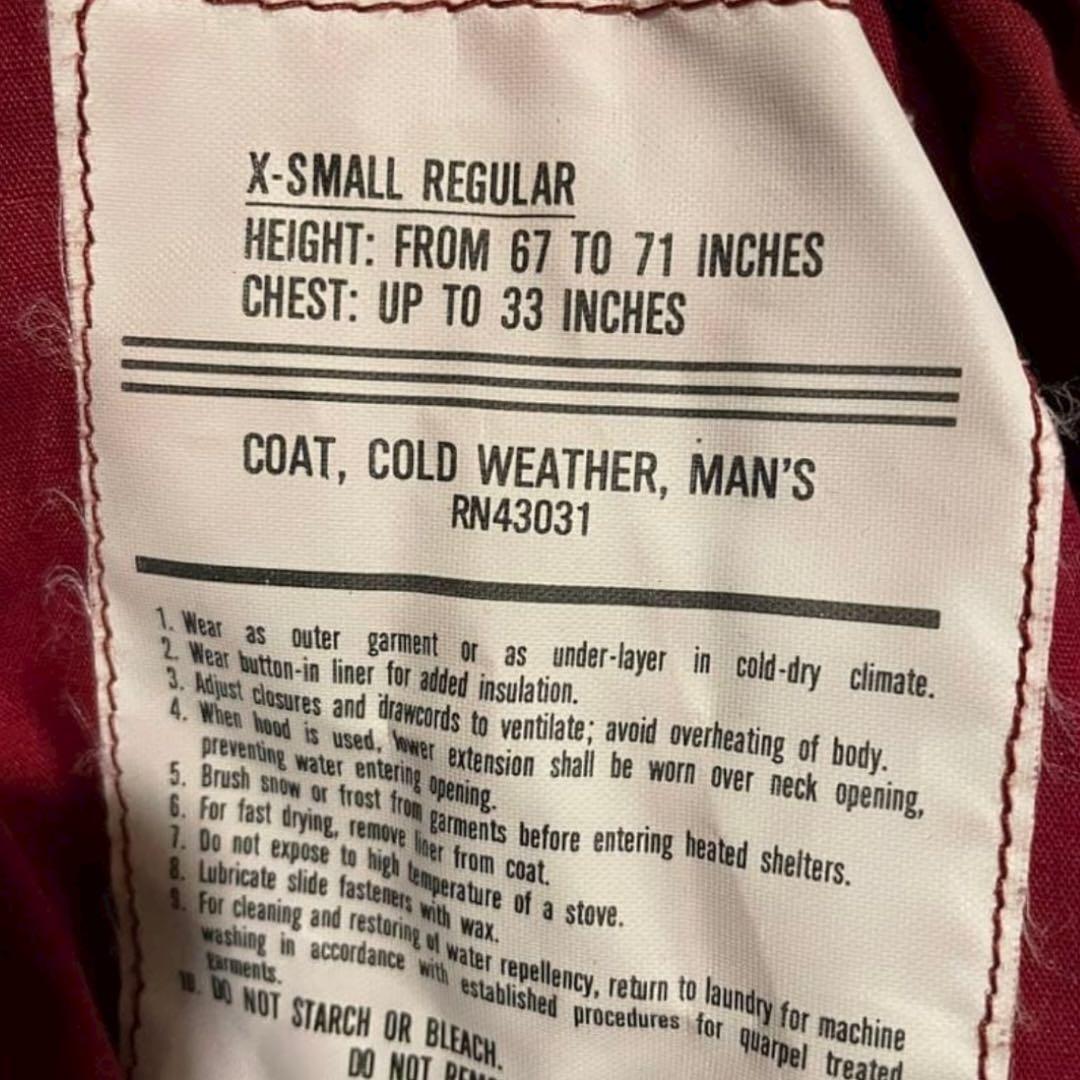 X-SMALL REGULAR
HEIGHT: FROM 67 TO 71 INCHES
CHEST: UP TO 33 INCHES
COAT, COLD WEATHER, MAN'S
RN43031
1. Wear as outer garment or as under-layer in cold-dry climate.
2. Wear button-in liner for added insulation.
3. Adjust closures and drawcords to ventilate; avoid overheating of body.
4. When hood is used, lower extension shall be worn over neck opening,
preventing water entering opening.
5. Brush snow or frost from garments before entering heated shelters.
6. For fast drying, remove liner from coat.
7. Do not expose to high temperature of a stove.
8. Lubricate slide fasteners with wax.
9. For cleaning and restoring of water repellency, return to laundry for machine
washing in accordance with established procedures for quarpel treated
garments.
10. DO NOT STARCH OR BLEACH.
DO NOT